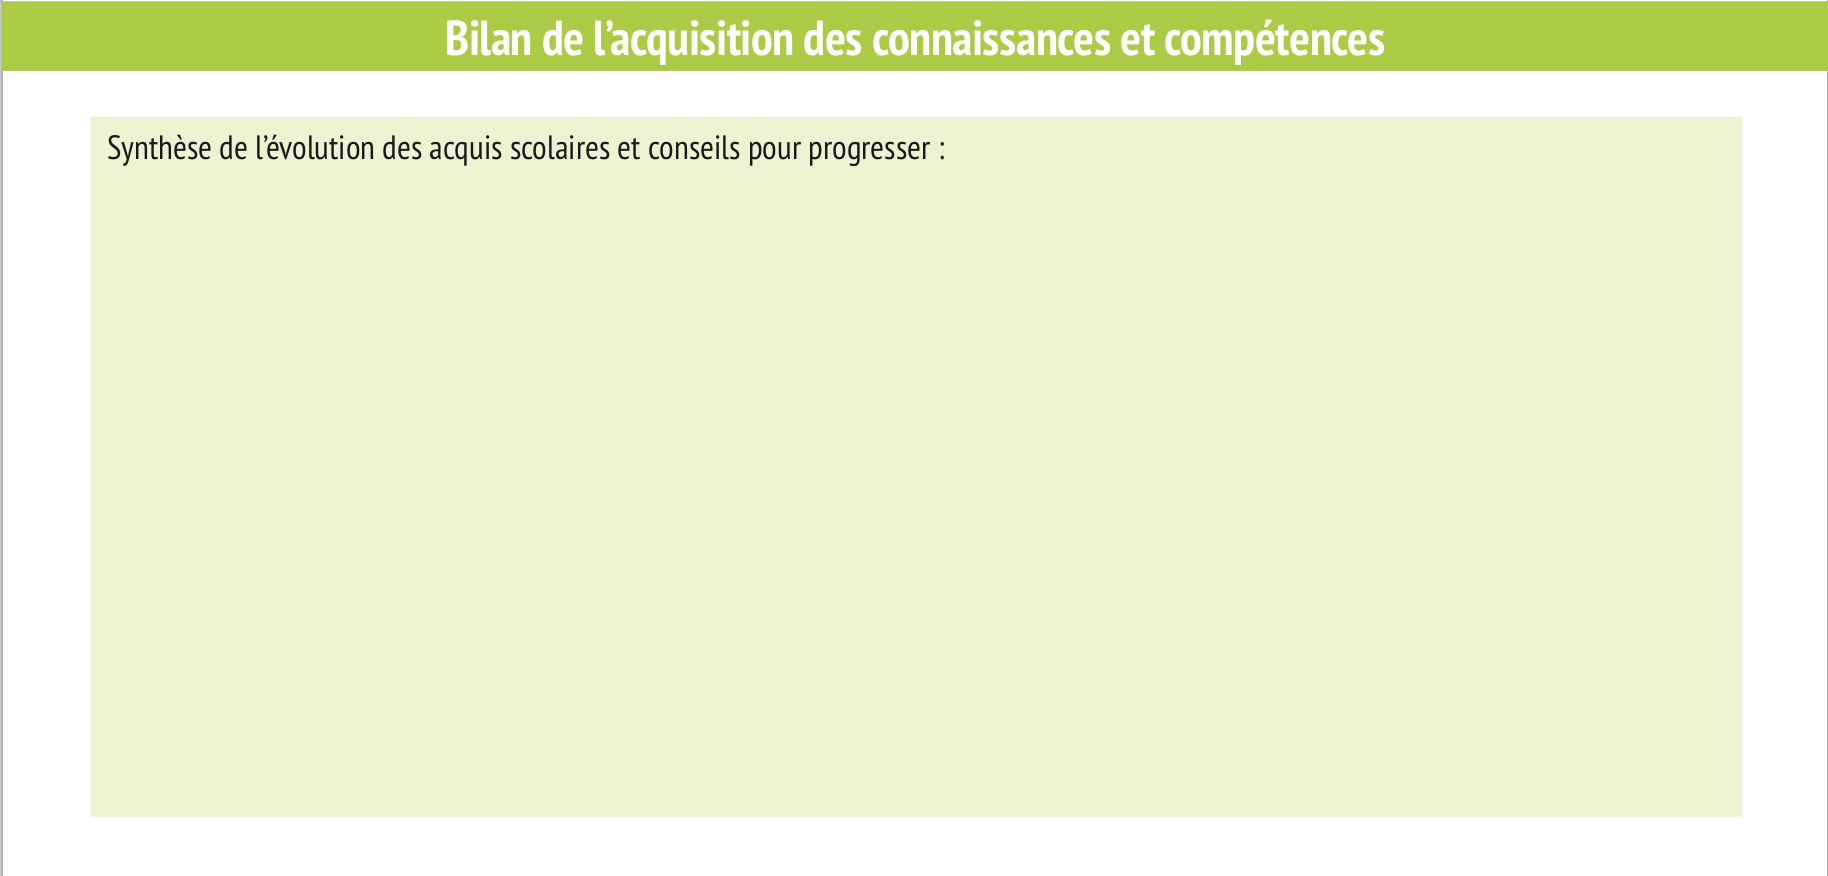 Bilan de l’acquisition des connaissances et compétences
Synthèse de l’évolution des acquis scolaires et conseils pour progresser :